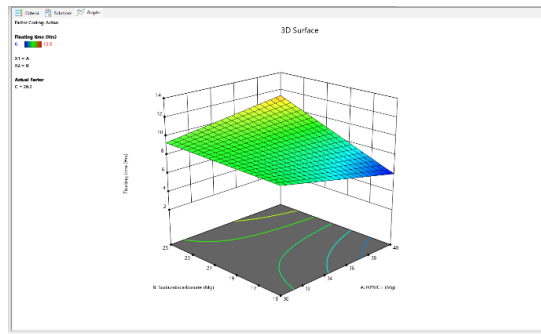 Criteria Solutions Graphs
Factor Coding: Actual
3D Surface
Floating time (Hrs)
6 12.5
X1 = A
X2 = B
Actual Factor
C = 26.2
14
12
10
8
6
4
2
Floating time (Hrs)
25 40
23 38
21 36
19 34
17 32
15 30
B: Sodiumbicarbonate (Mg)
A: HPMC
(Mg)